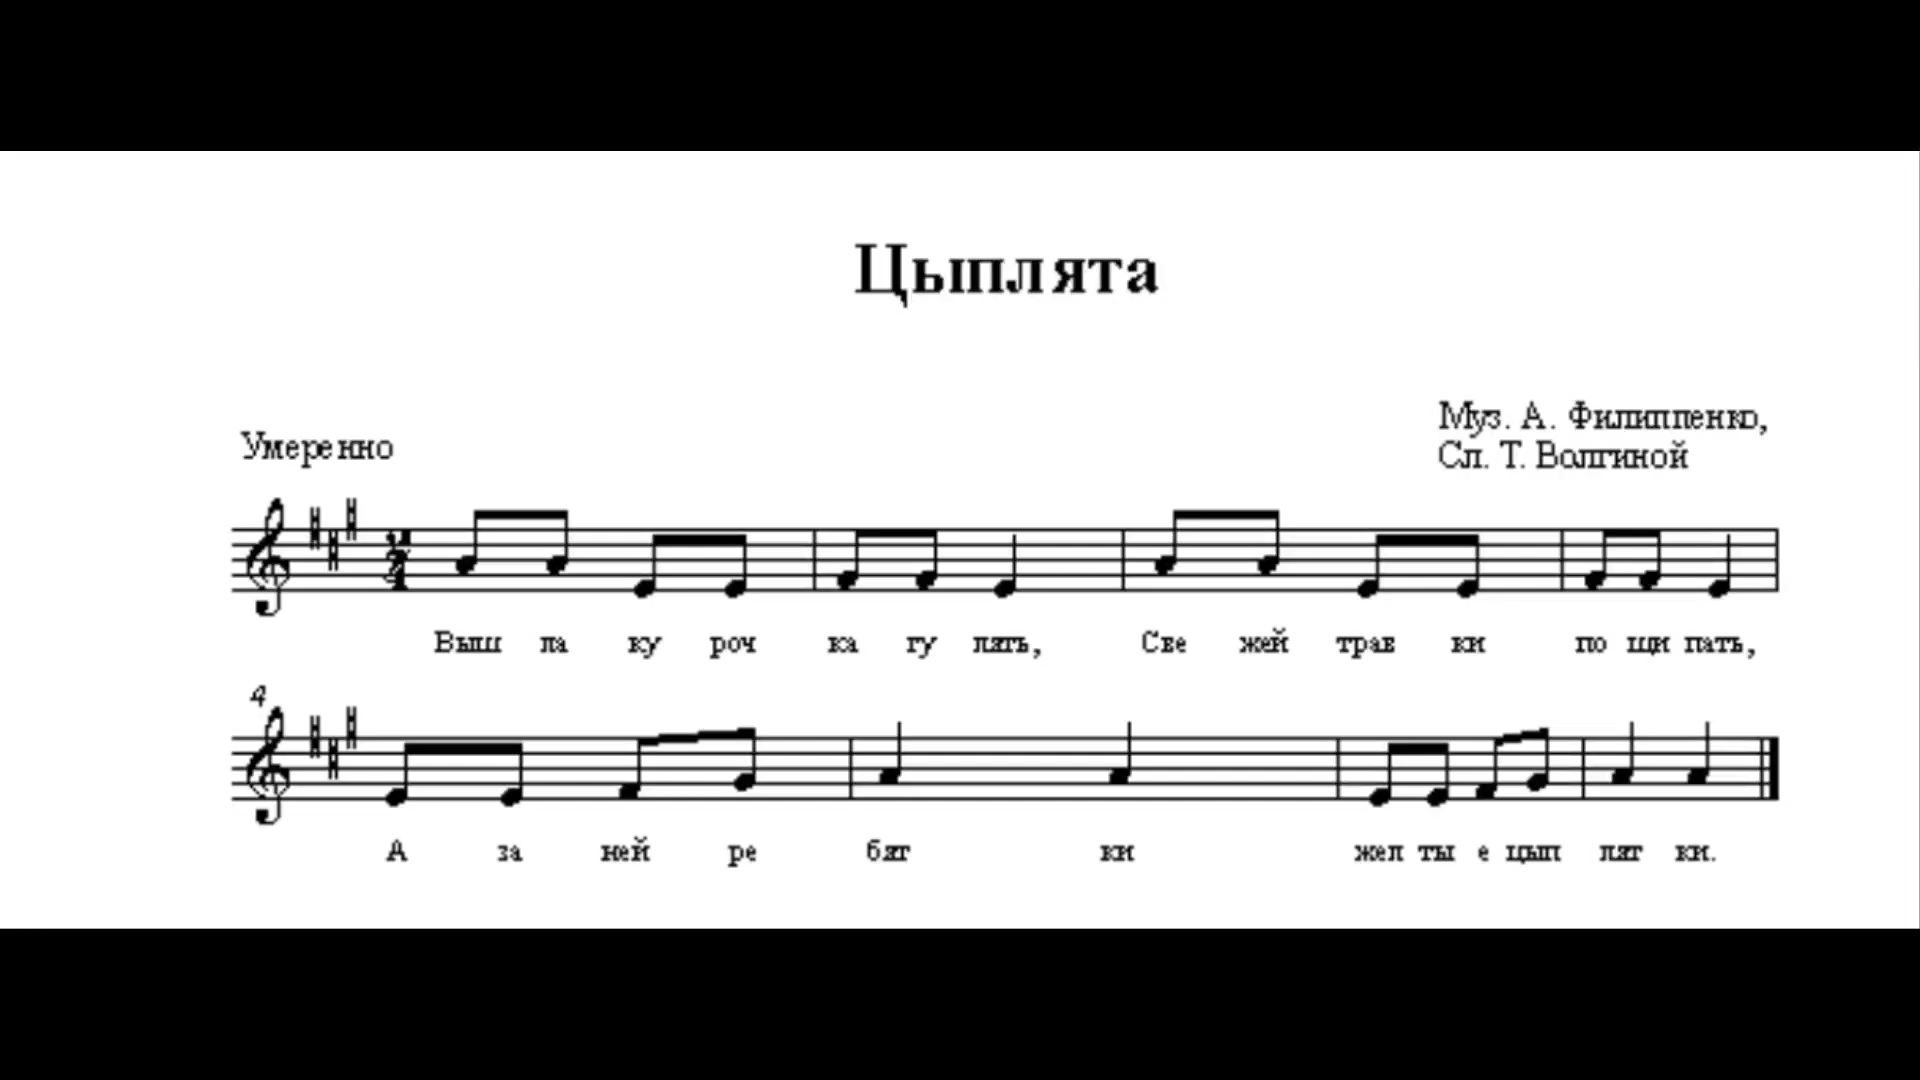 Цыплята
Муз. А. Филиппенко,
Умеренно
Сл. Т. Волгиной
Выш ла ку роч ка гу лять, Све жей трав ки по щи пать,
4
А за ней ре бят ки жел ты е цып лят ки.